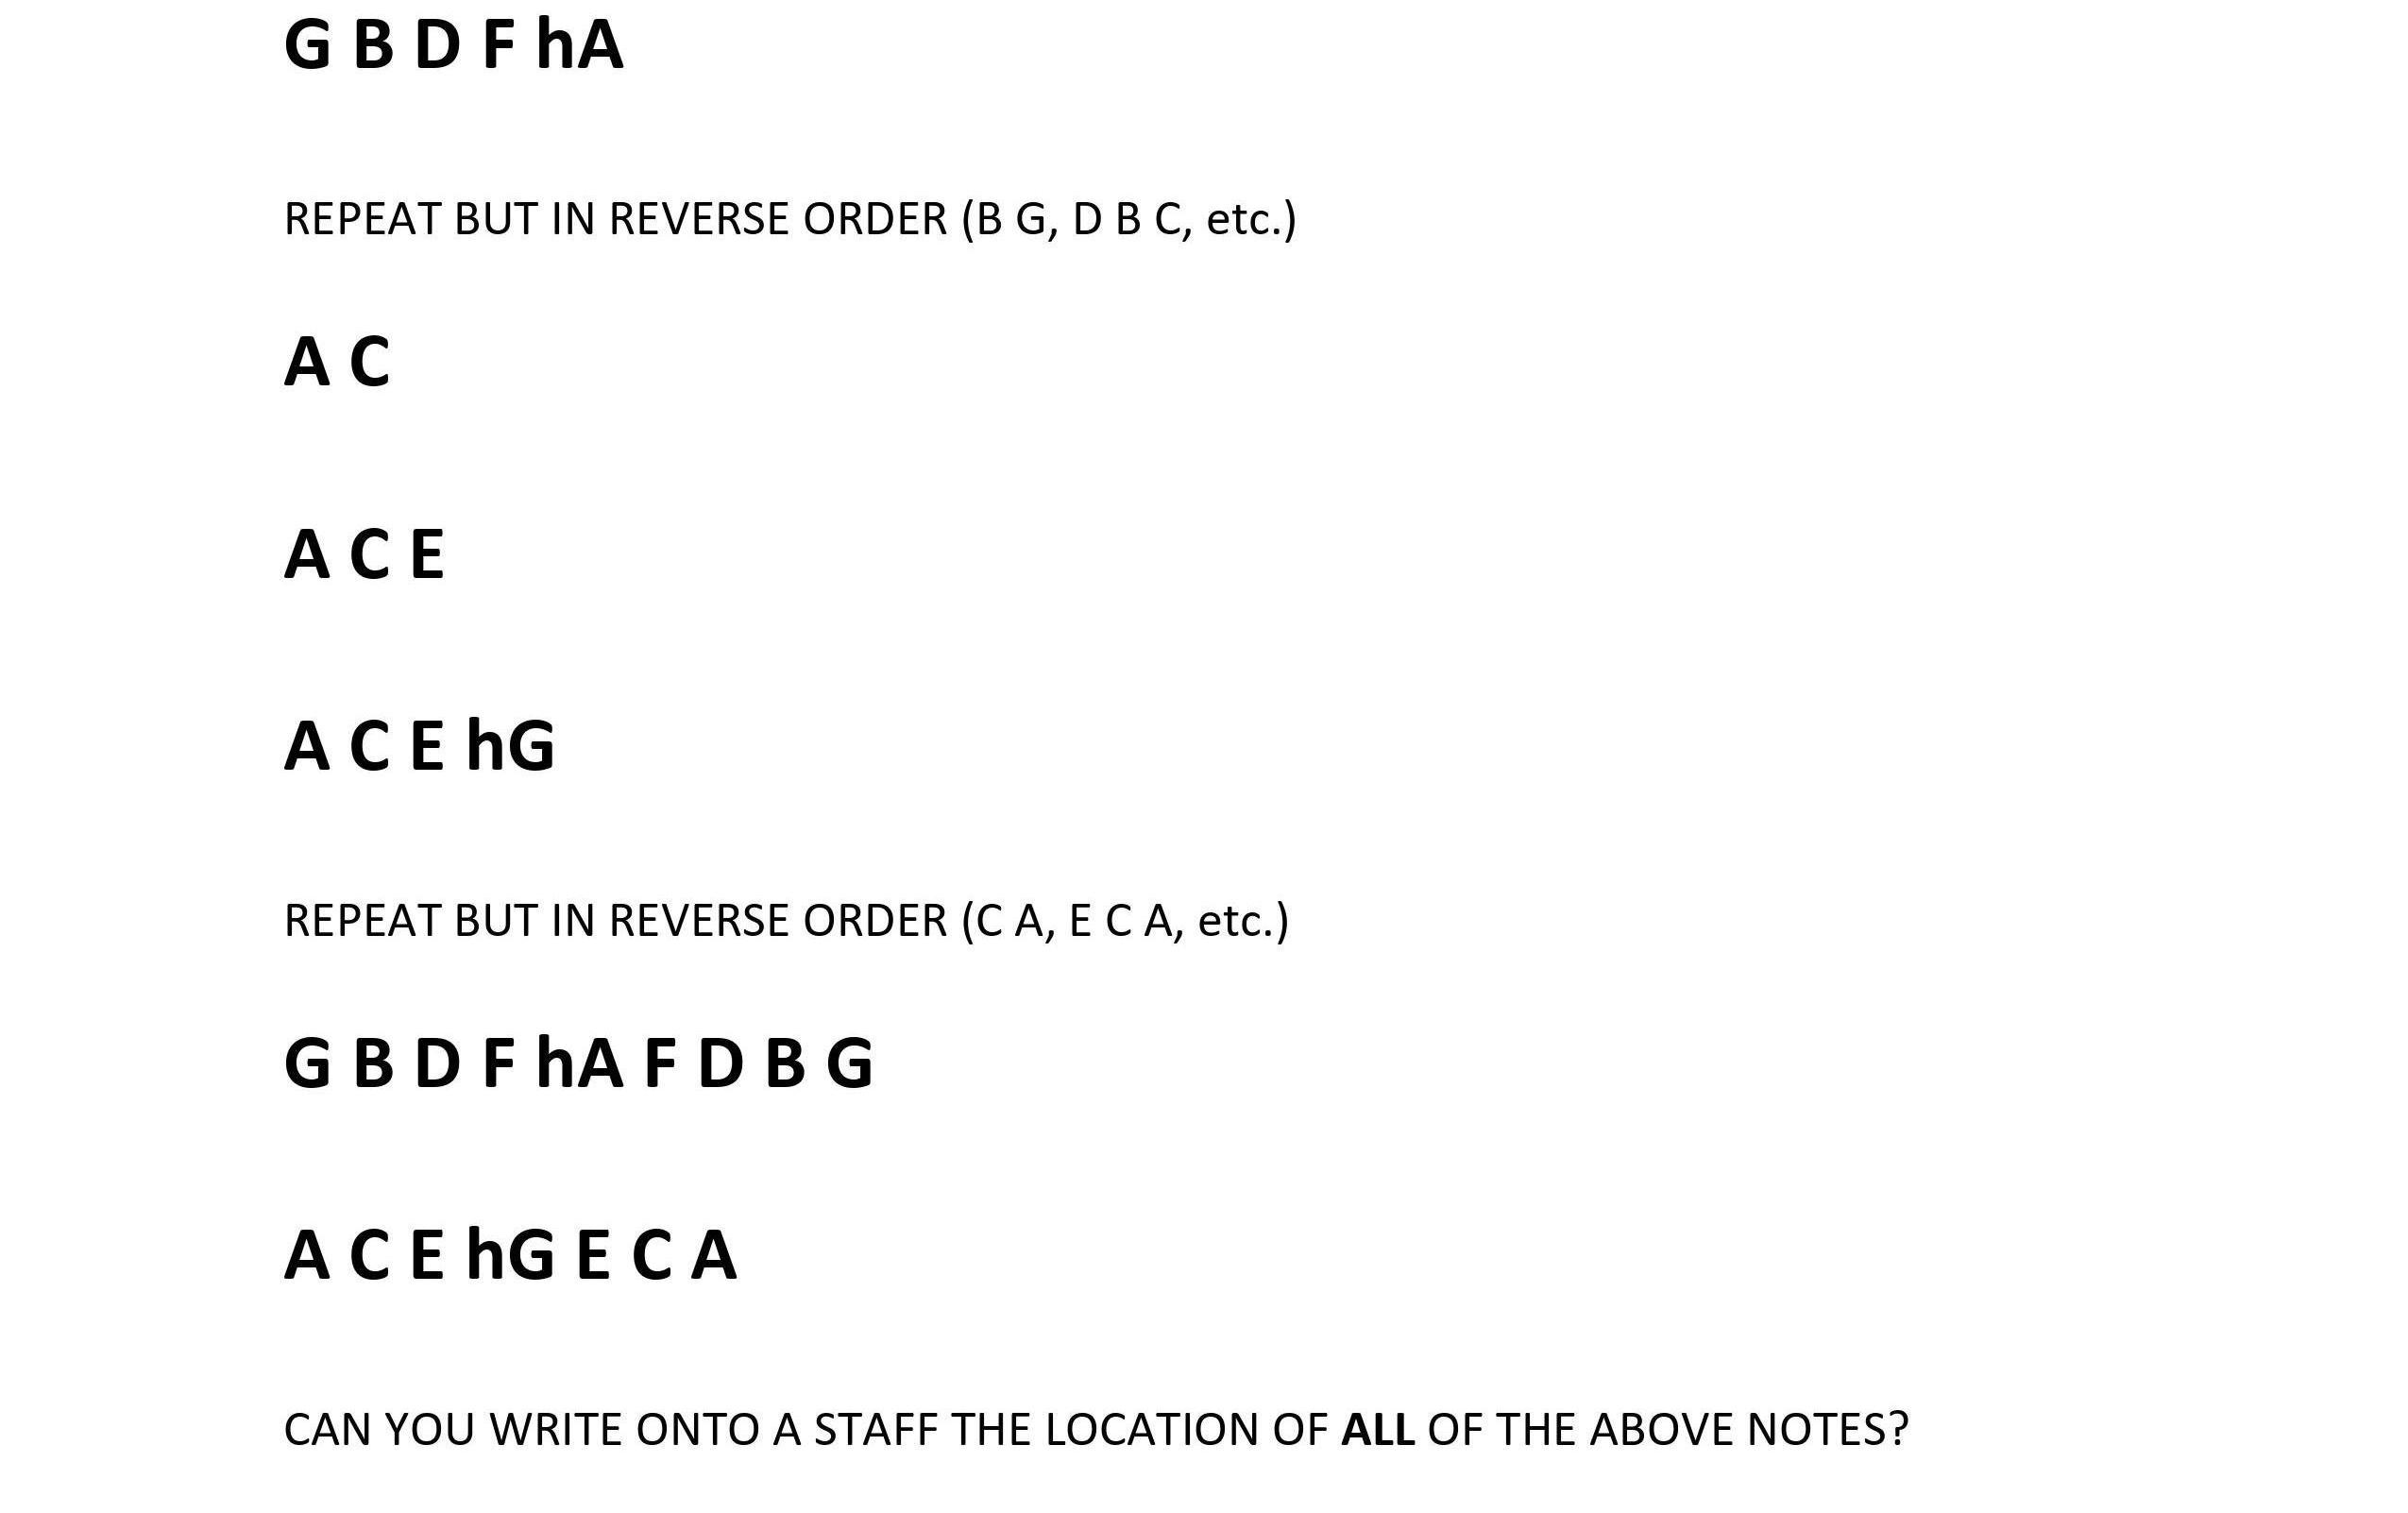 G B D F hA
REPEAT BUT IN REVERSE ORDER (B G, D B C, etc.)
A C
A C E
A C E hG
REPEAT BUT IN REVERSE ORDER (C A, E C A, etc.)
G B D F hA F D B G
A C E hG E C A
CAN YOU WRITE ONTO A STAFF THE LOCATION OF ALL OF THE ABOVE NOTES?